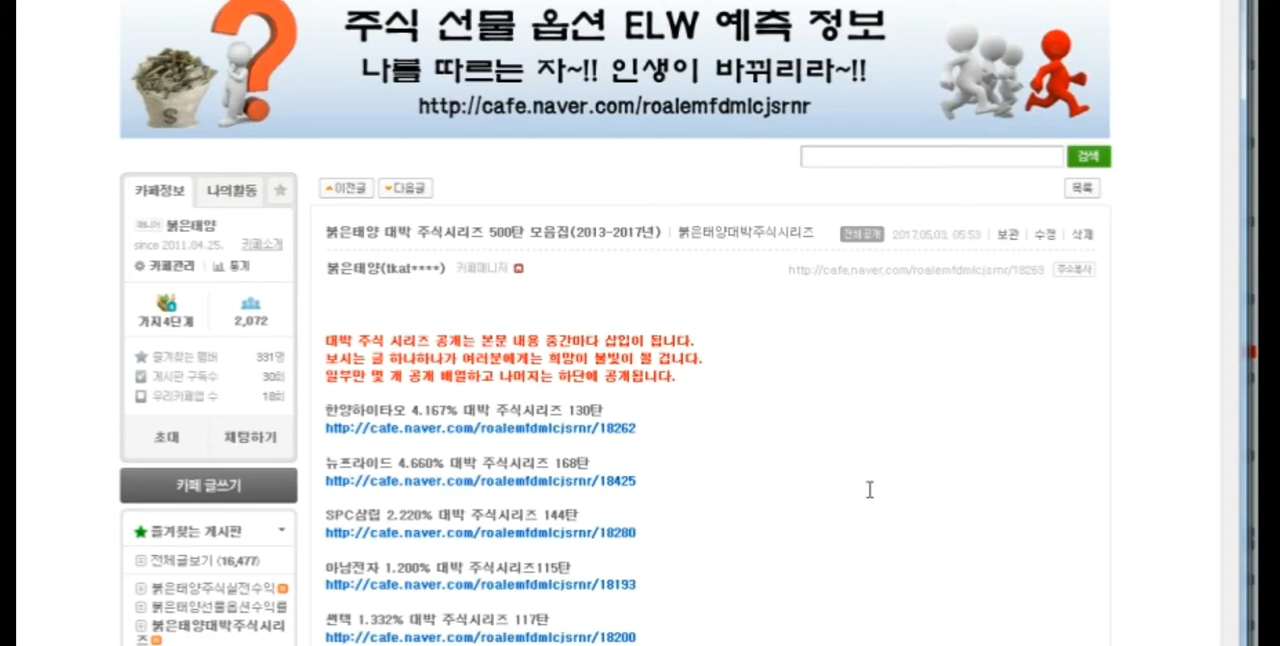 주식 선물 옵션 ELW 예측 정보
나를 따르는 자~!! 인생이 바뀌리라~!!
http://cafe.naver.com/roalemfdmlcjsrnr
검색
카페정보 나의활동
이전글 다음글 목록
매니저 붉은태양
since 2011.04.25. 카페소개
카페관리 통계
가지4단계 2,072
즐겨찾는 멤버 331명
게시판 구독수 30회
우리카페앱 수 18회
초대 채팅하기
카페 글쓰기
즐겨찾는 게시판
전체글보기 (16,477)
붉은태양주식실전수익
붉은태양선물옵션수익률
붉은태양대박주식시리
즈
붉은태양 대박 주식시리즈 500탄 모음집(2013-2017년) 붉은태양대박주식시리즈 전체공개 2017.05.03. 05:53 보관 수정 삭제
붉은태양(tkat****) 카페매니저 http://cafe.naver.com/roalemfdmlcjsrnr/18263 주소복사
대박 주식 시리즈 공개는 본문 내용 중간마다 삽입이 됩니다.
보시는 글 하나하나가 여러분에게는 희망이 불빛이 될 겁니다.
일부만 몇 개 공개 배열하고 나머지는 하단에 공개됩니다.
한양하이타오 4.167% 대박 주식시리즈 130탄
http://cafe.naver.com/roalemfdmlcjsrnr/18262
뉴프라이드 4.660% 대박 주식시리즈 168탄
http://cafe.naver.com/roalemfdmlcjsrnr/18425
SPC삼립 2.220% 대박 주식시리즈 144탄
http://cafe.naver.com/roalemfdmlcjsrnr/18280
아남전자 1.200% 대박 주식시리즈115탄
http://cafe.naver.com/roalemfdmlcjsrnr/18193
쎈텍 1.332% 대박 주식시리즈 117탄
http://cafe.naver.com/roalemfdmlcjsrnr/18200